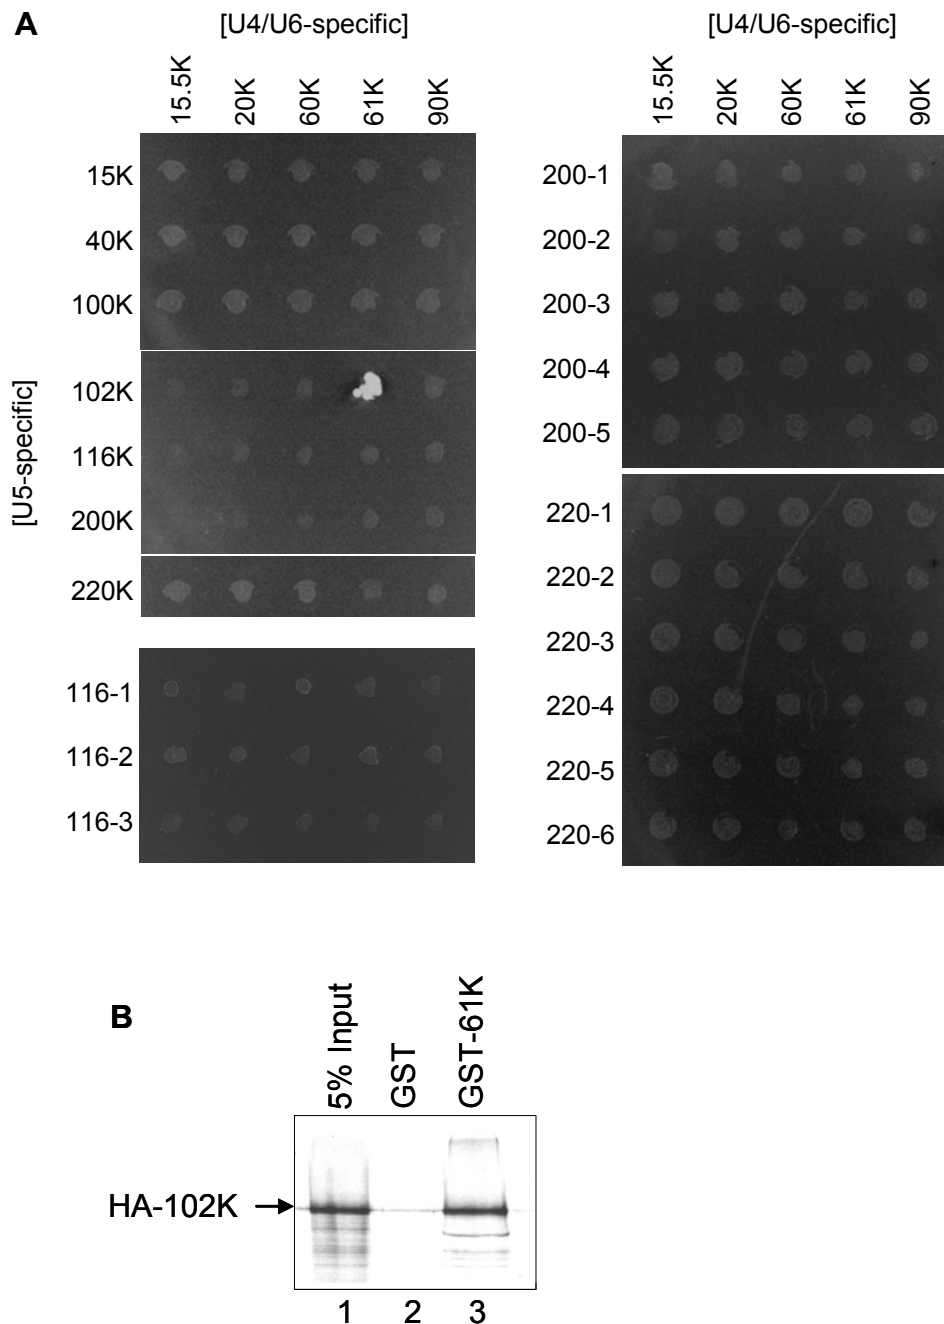 A
[U4/U6-specific]
15.5K 20K 60K 61K 90K
[U5-specific]
15K
40K
100K
102K
116K
200K
220K
116-1
116-2
116-3
[U4/U6-specific]
15.5K 20K 60K 61K 90K
200-1
200-2
200-3
200-4
200-5
220-1
220-2
220-3
220-4
220-5
220-6
B
5% Input GST GST-61K
HA-102K
1 2 3